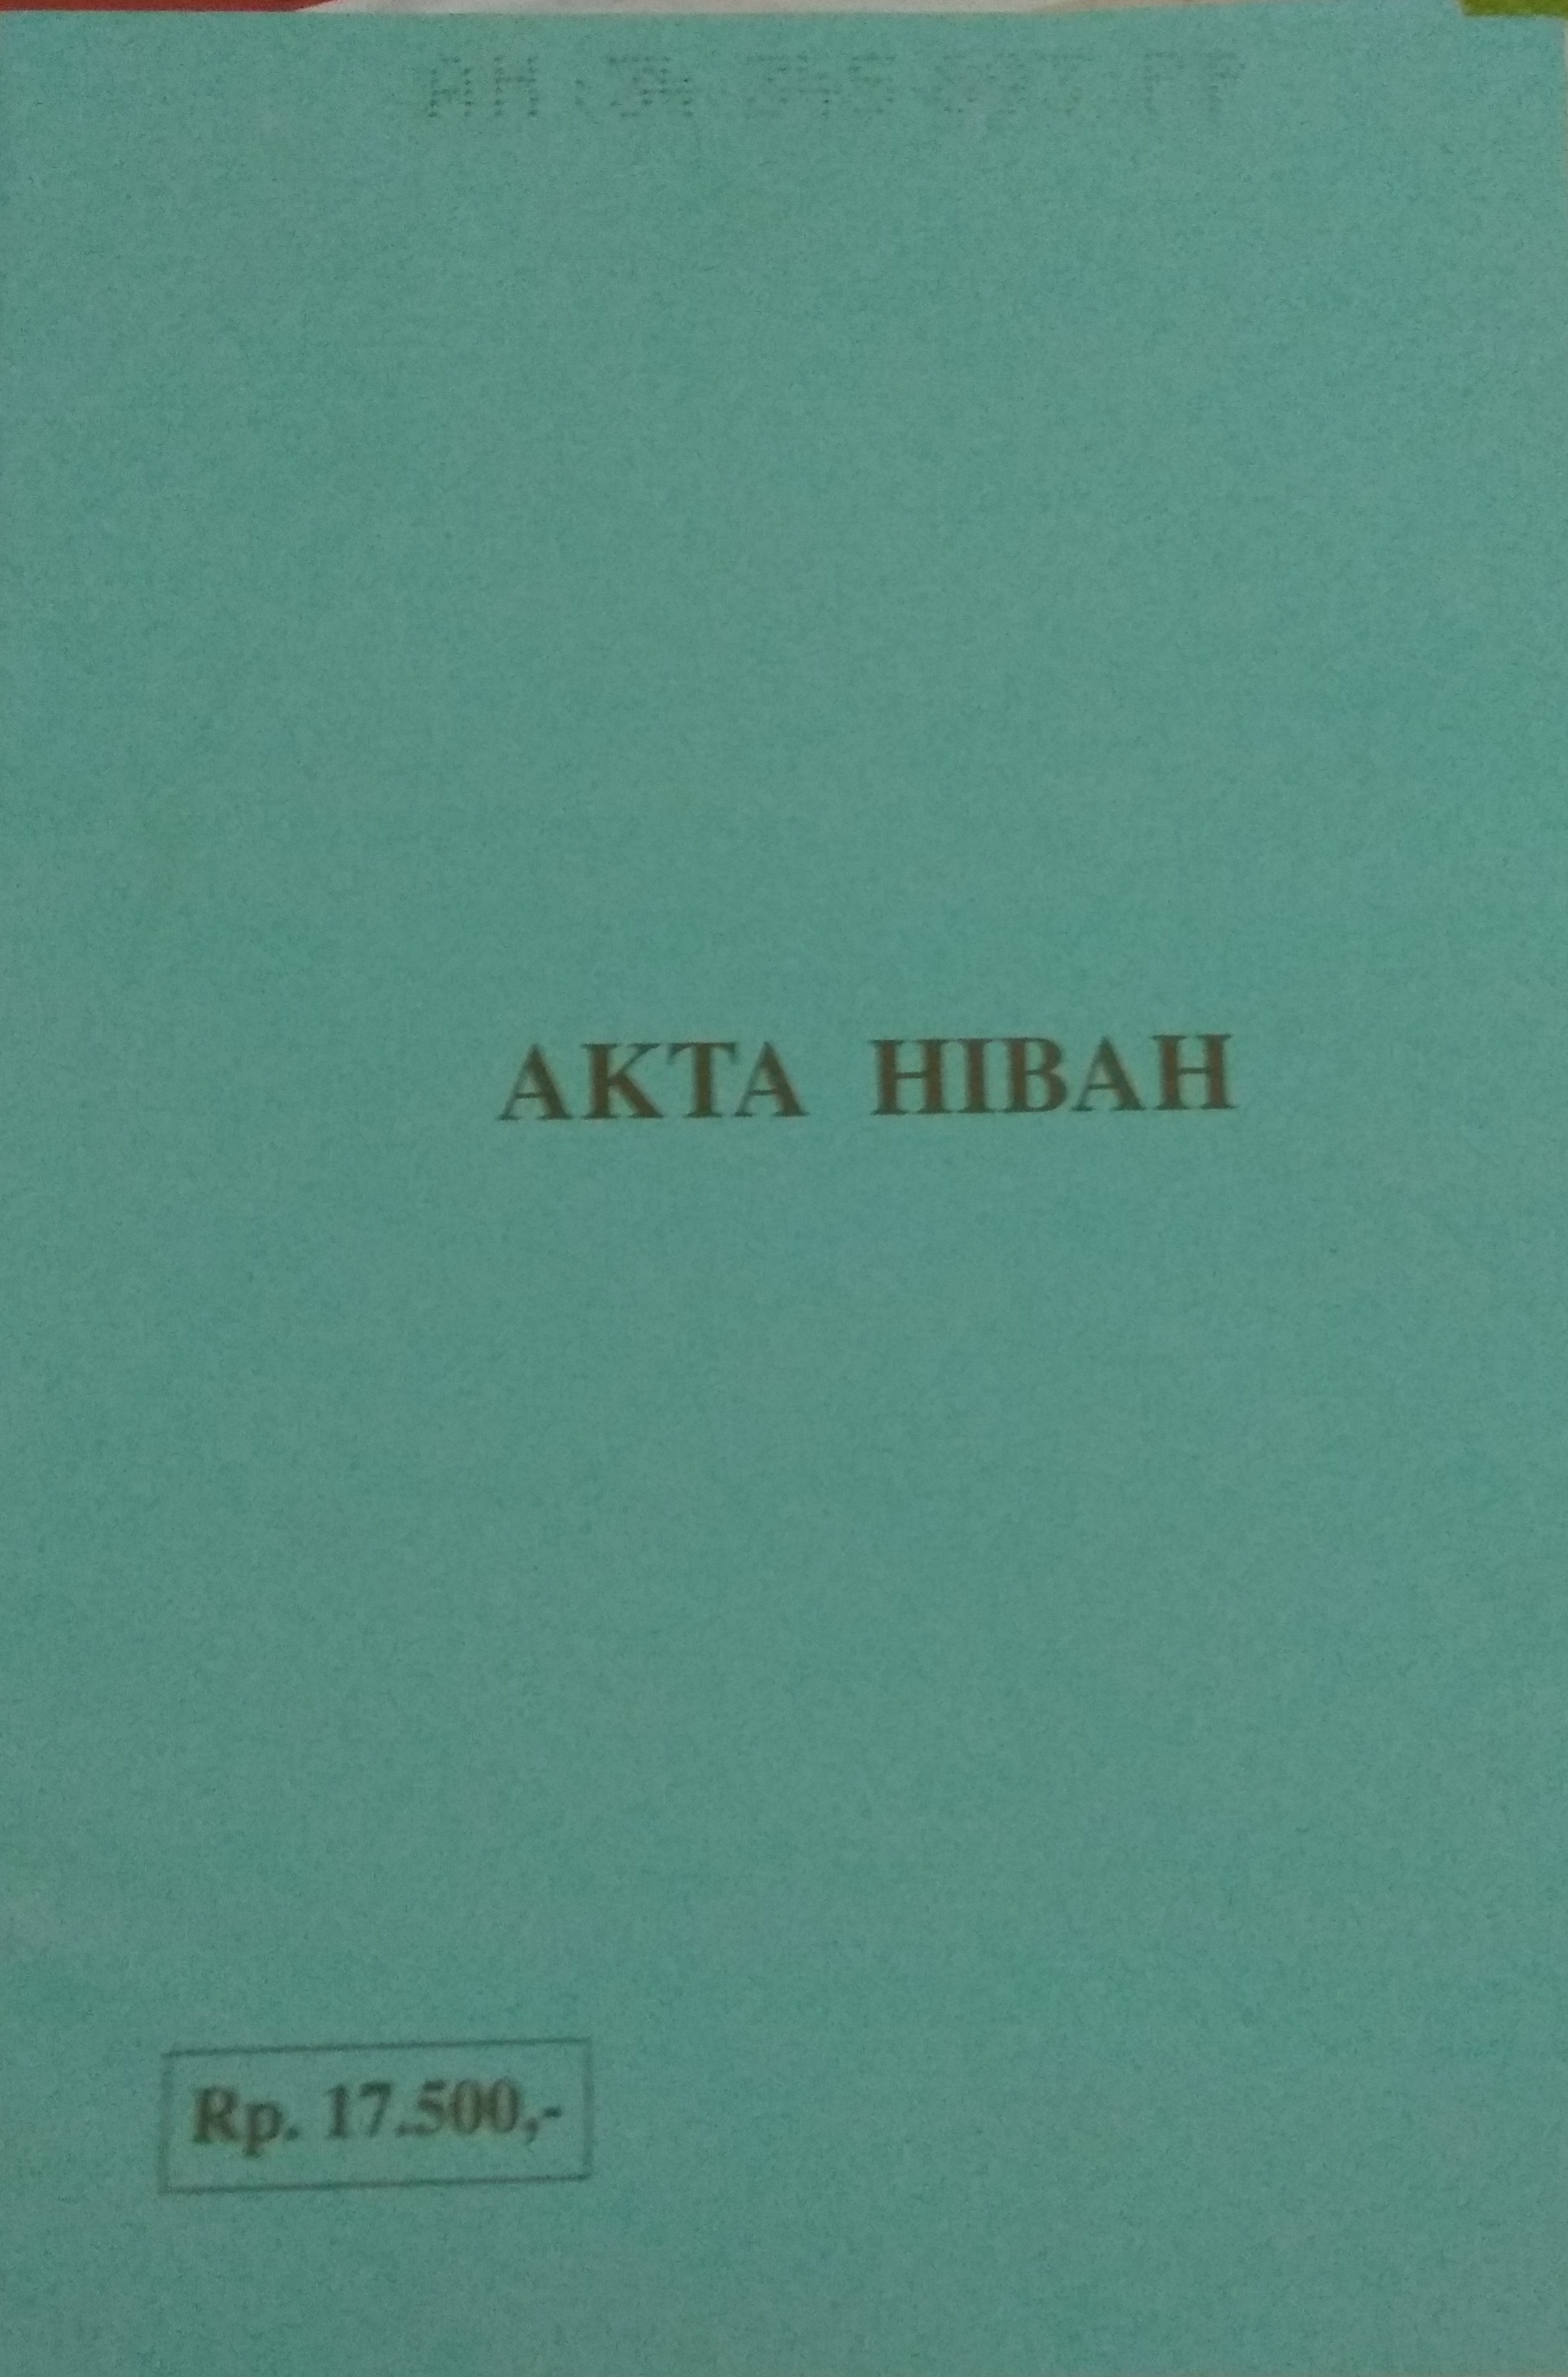 AKTA HIBAH
Rp. 17.500,-